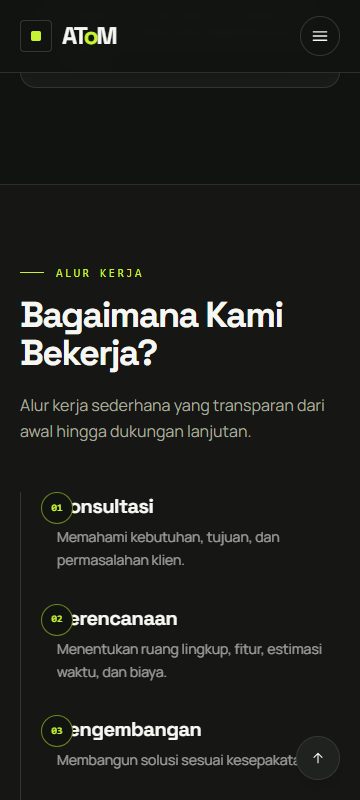 AToM
ALUR KERJA
Bagaimana Kami
Bekerja?
Alur kerja sederhana yang transparan dari
awal hingga dukungan lanjutan.
01 onsultasi
Memahami kebutuhan, tujuan, dan
permasalahan klien.
02 erencanaan
Menentukan ruang lingkup, fitur, estimasi
waktu, dan biaya.
03 engembangan
Membangun solusi sesuai kesepakata